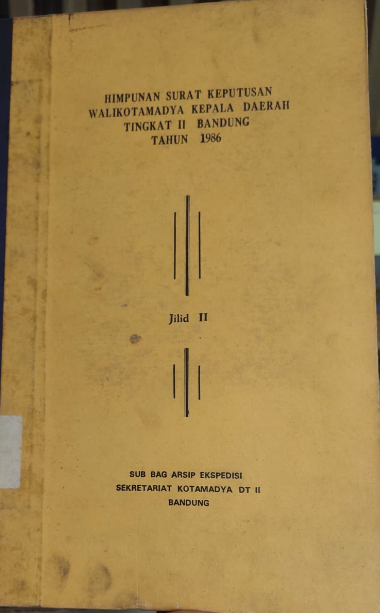 HIMPUNAN SURAT KEPUTUSAN
WALIKOTAMADYA KEPALA DAERAH
TINGKAT II BANDUNG
TAHUN 1986
Jilid II
SUB BAG ARSIP EKSPEDISI
SEKRETARIAT KOTAMADYA DT II
BANDUNG